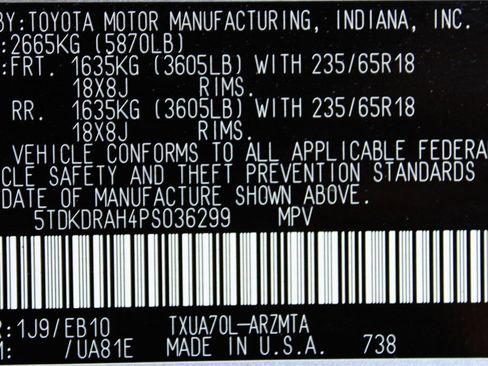 BY:TOYOTA MOTOR MANUFACTURING, INDIANA, INC.
:2665KG (5870LB)
:FRT. 1635KG (3605LB) WITH 235/65R18
18X8J RIMS.
RR. 1635KG (3605LB) WITH 235/65R18
18X8J RIMS.
VEHICLE CONFORMS TO ALL APPLICABLE FEDERA
CLE SAFETY AND THEFT PREVENTION STANDARDS
DATE OF MANUFACTURE SHOWN ABOVE.
5TDKDRAH4PS036299 MPV
R:1J9/EB10 TXUA70L-ARZMTA
M: /UA81E MADE IN U.S.A. 738